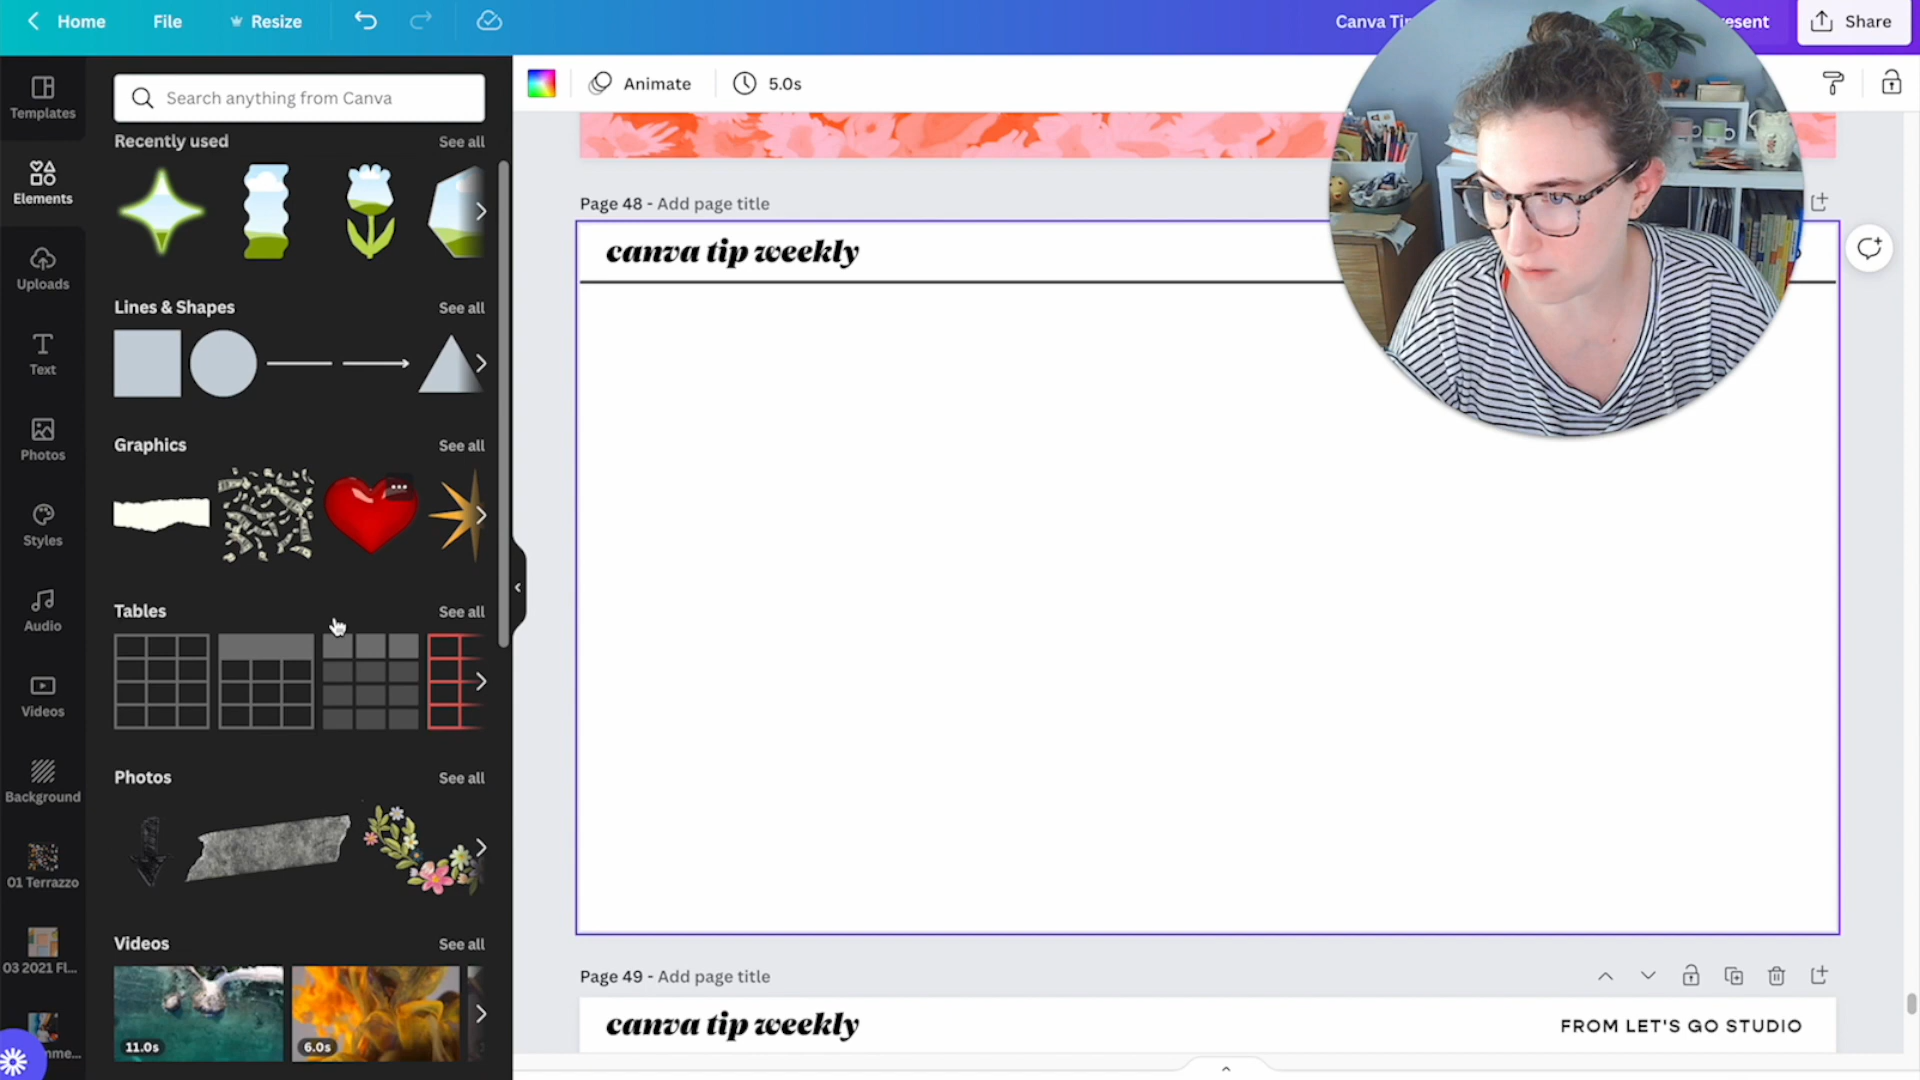 Home
File
Resize
Canva Tip
esent
Share
Templates
Elements
Uploads
Text
Photos
Styles
Audio
Videos
Background
01 Terrazzo
03 2021 Fl...
mme...
Search anything from Canva
Recently used
See all
Lines & Shapes
See all
Graphics
See all
Tables
See all
Photos
See all
Videos
See all
11.0s
6.0s
Animate
5.0s
Page 48 - Add page title
canva tip weekly
Page 49 - Add page title
canva tip weekly
FROM LET'S GO STUDIO